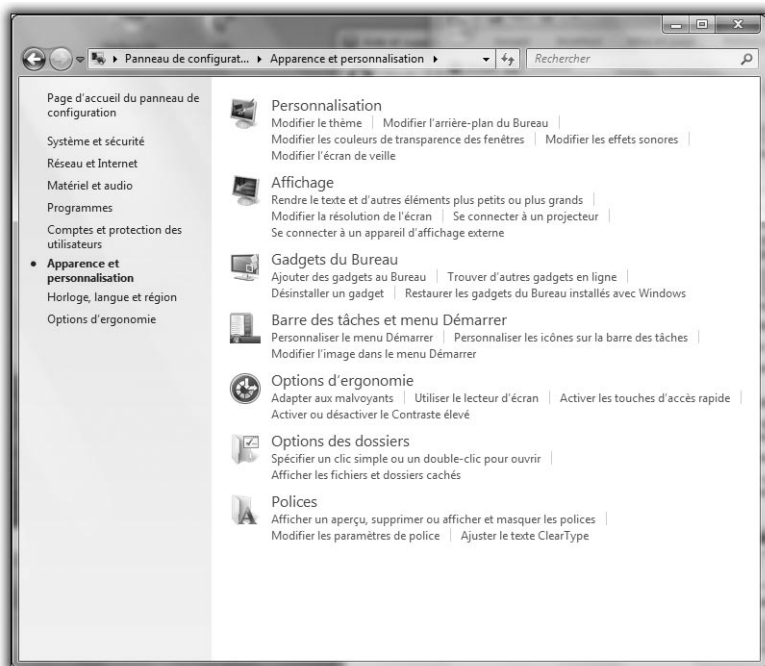 Panneau de configurat... Apparence et personnalisation
Rechercher
Page d'accueil du panneau de
configuration
Système et sécurité
Réseau et Internet
Matériel et audio
Programmes
Comptes et protection des
utilisateurs
Apparence et
personnalisation
Horloge, langue et région
Options d'ergonomie
Personnalisation
Modifier le thème | Modifier l'arrière-plan du Bureau
Modifier les couleurs de transparence des fenêtres | Modifier les effets sonores
Modifier l'écran de veille
Affichage
Rendre le texte et d'autres éléments plus petits ou plus grands
Modifier la résolution de l'écran | Se connecter à un projecteur
Se connecter à un appareil d'affichage externe
Gadgets du Bureau
Ajouter des gadgets au Bureau | Trouver d'autres gadgets en ligne
Désinstaller un gadget | Restaurer les gadgets du Bureau installés avec Windows
Barre des tâches et menu Démarrer
Personnaliser le menu Démarrer | Personnaliser les icônes sur la barre des tâches
Modifier l'image dans le menu Démarrer
Options d'ergonomie
Adapter aux malvoyants | Utiliser le lecteur d'écran | Activer les touches d'accès rapide
Activer ou désactiver le Contraste élevé
Options des dossiers
Spécifier un clic simple ou un double-clic pour ouvrir
Afficher les fichiers et dossiers cachés
Polices
Afficher un aperçu, supprimer ou afficher et masquer les polices
Modifier les paramètres de police | Ajuster le texte ClearType